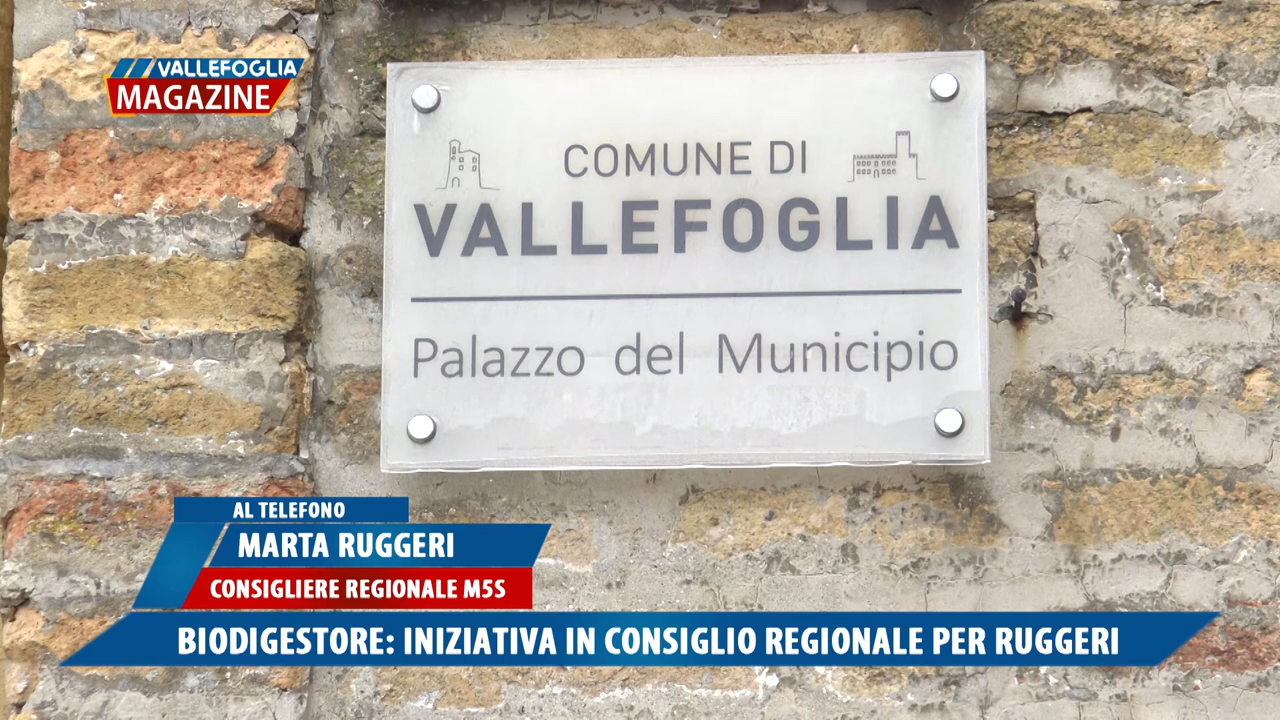 VALLEFOGLIA
MAGAZINE
COMUNE DI
VALLEFOGLIA
Palazzo del Municipio
AL TELEFONO
MARTA RUGGERI
CONSIGLIERE REGIONALE M5S
BIODIGESTORE: INIZIATIVA IN CONSIGLIO REGIONALE PER RUGGERI